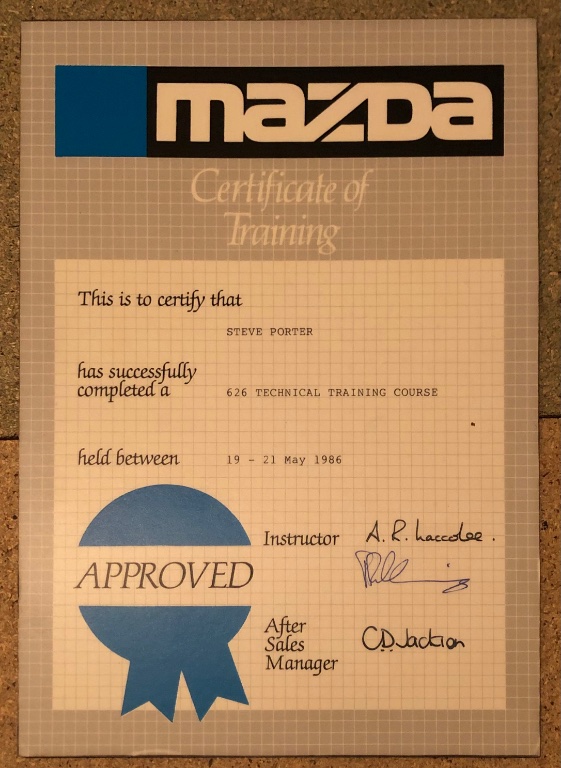 mazda
Certificate of
Training
This is to certify that
STEVE PORTER
has successfully
completed a
626 TECHNICAL TRAINING COURSE
held between
19 - 21 May 1986
Instructor
A. R.
APPROVED
After
Sales
Manager
C.D. Jackson